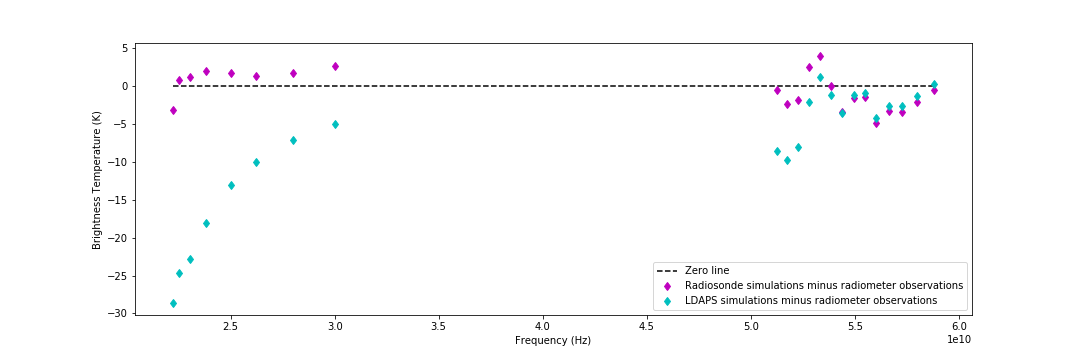 5
0
−5
−10
−15
−20
−25
−30
Brightness Temperature (K)
2.5 3.0 3.5 4.0 4.5 5.0 5.5 6.0
1e10
Frequency (Hz)
Zero line
Radiosonde simulations minus radiometer observations
LDAPS simulations minus radiometer observations